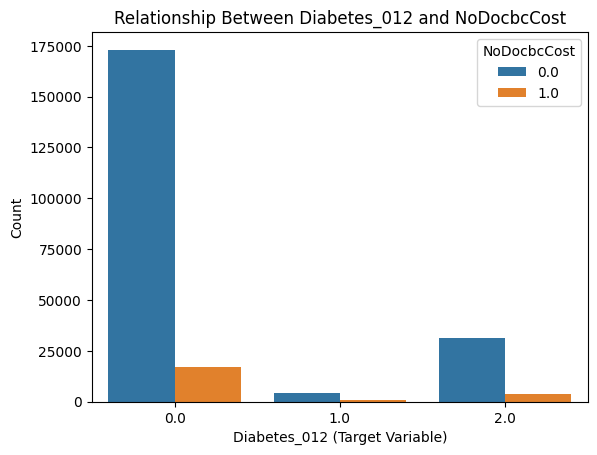 Relationship Between Diabetes_012 and NoDocbcCost
NoDocbcCost
0.0
1.0
175000
150000
125000
100000
75000
50000
25000
0
Count
0.0 1.0 2.0
Diabetes_012 (Target Variable)